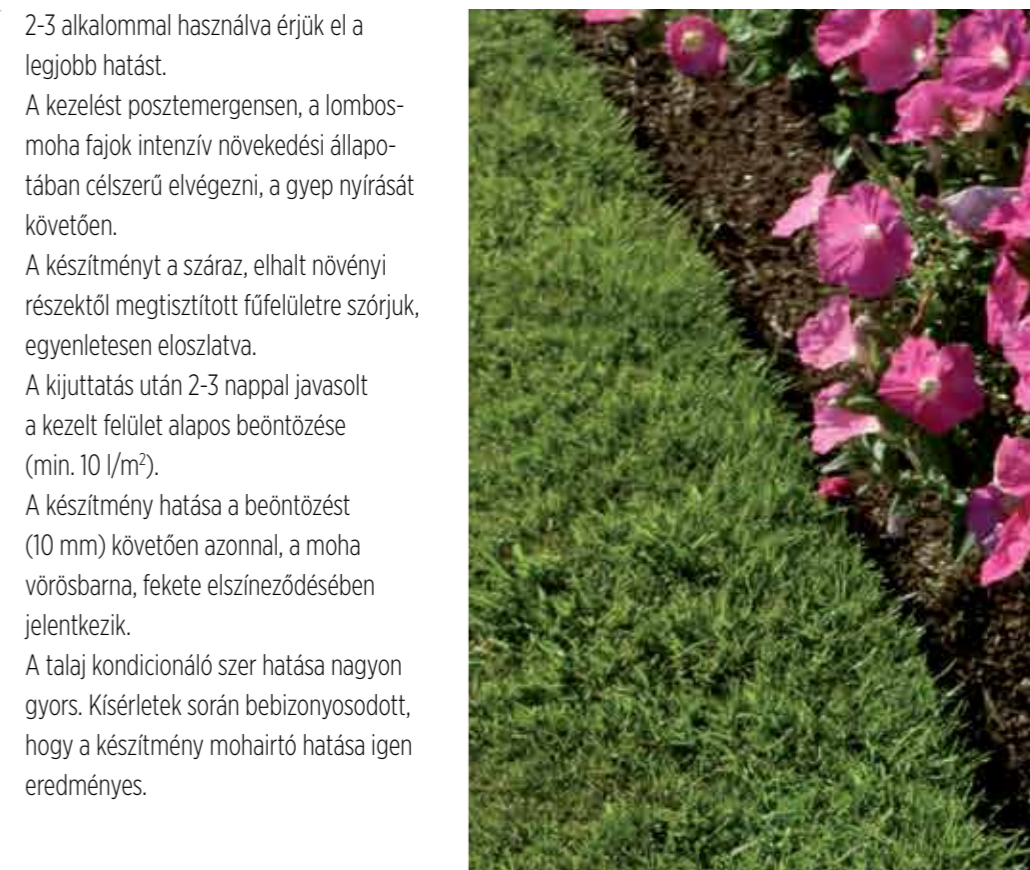 2-3 alkalommal használva érjük el a
legjobb hatást.
A kezelést posztemergensen, a lombos-
moha fajok intenzív növekedési állapo-
tában célszerű elvégezni, a gyep nyírását
követően.
A készítményt a száraz, elhalt növényi
részektől megtisztított fűfelületre szórjuk,
egyenletesen eloszlatva.
A kijuttatás után 2-3 nappal javasolt
a kezelt felület alapos beöntözése
(min. 10 l/m²).
A készítmény hatása a beöntözést
(10 mm) követően azonnal, a moha
vörösbarna, fekete elszíneződésében
jelentkezik.
A talaj kondicionáló szer hatása nagyon
gyors. Kísérletek során bebizonyosodott,
hogy a készítmény mohairtó hatása igen
eredményes.